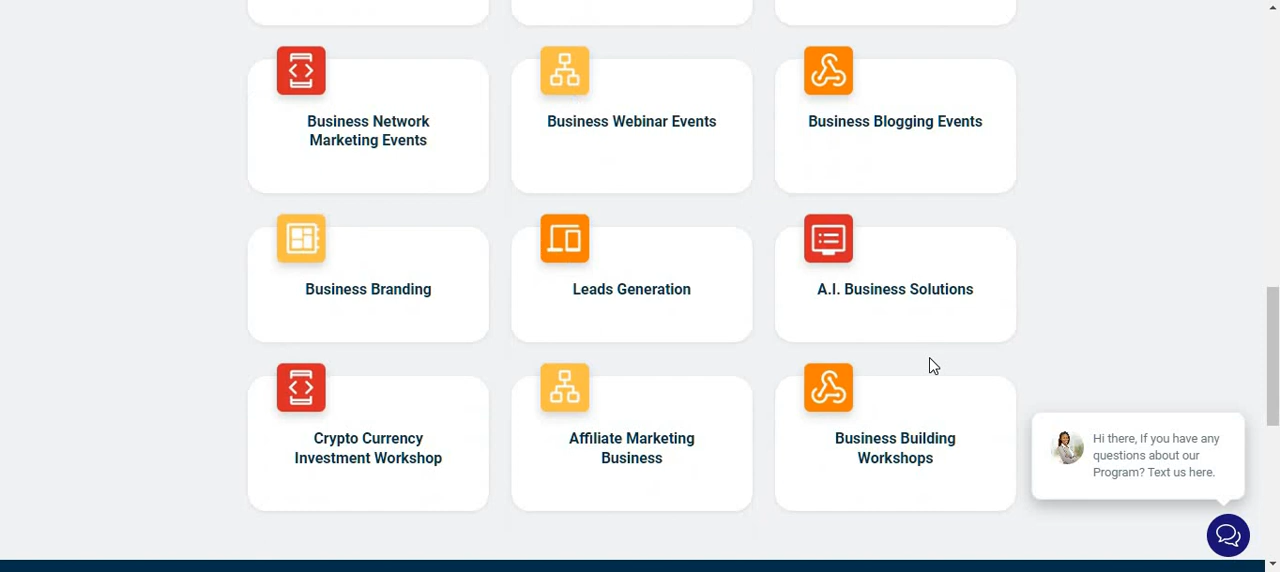 Business Network
Marketing Events
Business Webinar Events
Business Blogging Events
Business Branding
Leads Generation
A.I. Business Solutions
Crypto Currency
Investment Workshop
Affiliate Marketing
Business
Business Building
Workshops
Hi there, If you have any
questions about our
Program? Text us here.